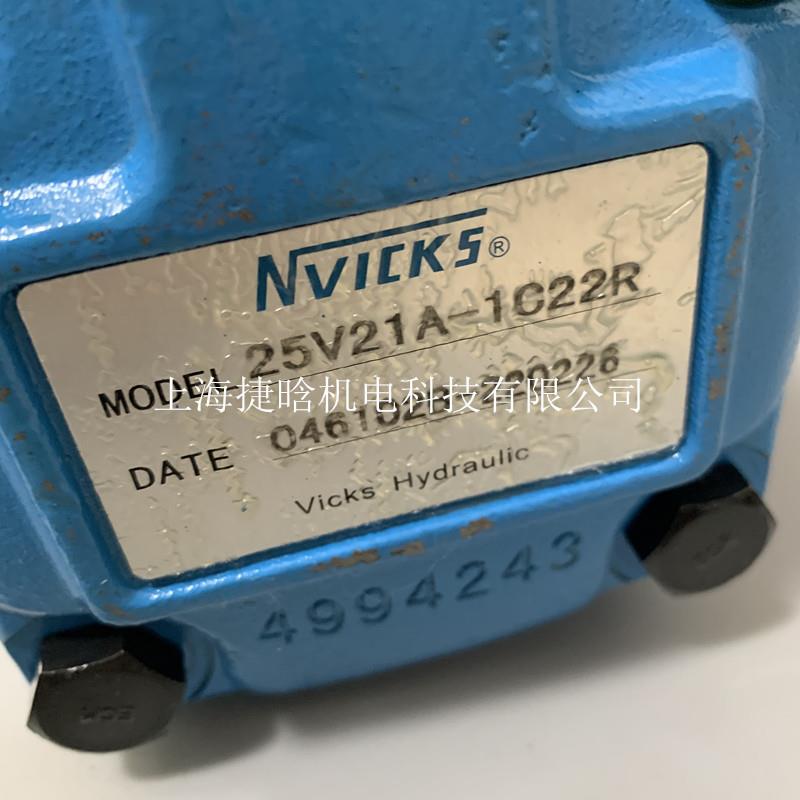 NVICKS®
MODEL 25V21A-1C22R
上海捷晗机电科技有限公司
DATE
Vicks Hydraulic
4994243